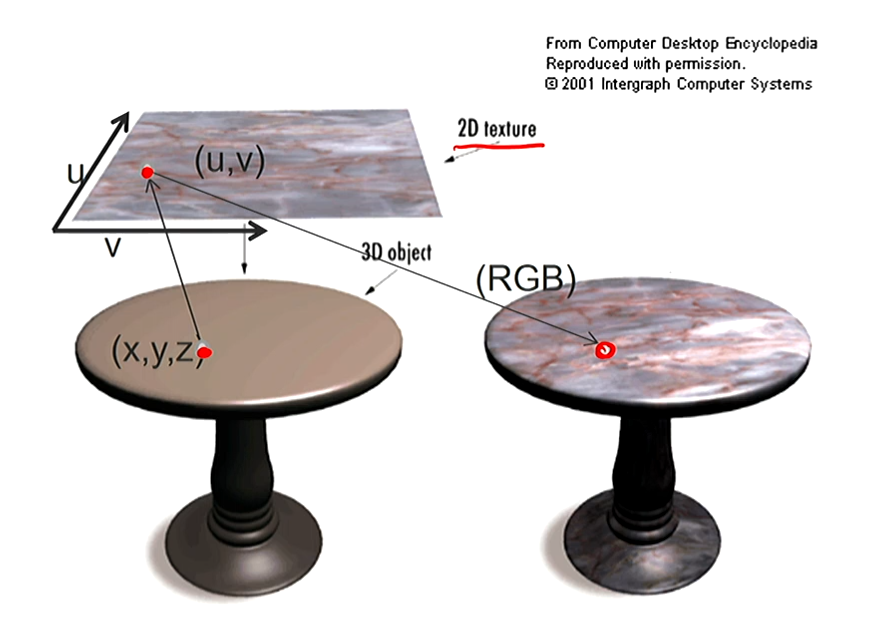 From Computer Desktop Encyclopedia
Reproduced with permission.
© 2001 Intergraph Computer Systems
2D texture
(u,v)
u
v
3D object
(RGB)
(x,y,z)